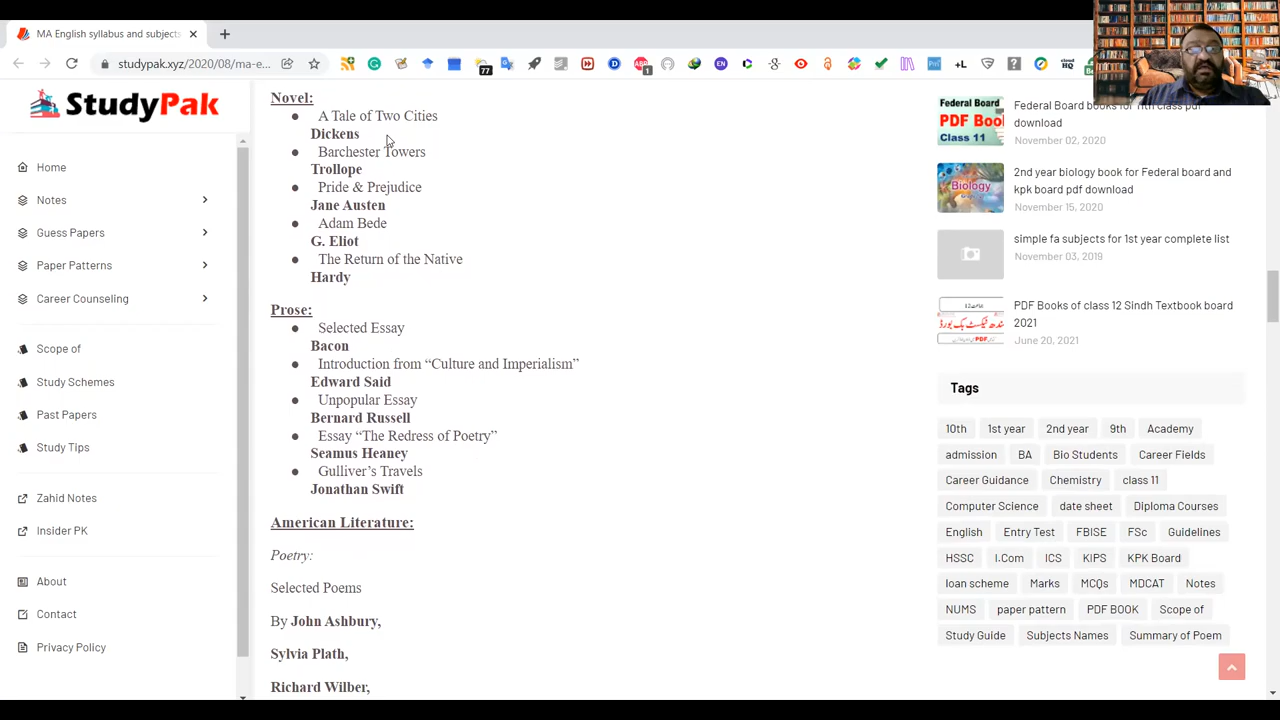 MA English syllabus and subjects
studypak.xyz/2020/08/ma-e...
StudyPak
Home
Notes
Guess Papers
Paper Patterns
Career Counseling
Scope of
Study Schemes
Past Papers
Study Tips
Zahid Notes
Insider PK
About
Contact
Privacy Policy
Novel:
A Tale of Two Cities
Dickens
Barchester Towers
Trollope
Pride & Prejudice
Jane Austen
Adam Bede
G. Eliot
The Return of the Native
Hardy
Prose:
Selected Essay
Bacon
Introduction from “Culture and Imperialism”
Edward Said
Unpopular Essay
Bernard Russell
Essay “The Redress of Poetry”
Seamus Heaney
Gulliver’s Travels
Jonathan Swift
American Literature:
Poetry:
Selected Poems
By John Ashbury,
Sylvia Plath,
Richard Wilber,
Federal Board
PDF Boo
Class 11
Federal Board books for 11th class pdf
download
November 02, 2020
Biology
2nd year biology book for Federal board and
kpk board pdf download
November 15, 2020
simple fa subjects for 1st year complete list
November 03, 2019
PDF Books of class 12 Sindh Textbook board
2021
June 20, 2021
Tags
10th 1st year 2nd year 9th Academy
admission BA Bio Students Career Fields
Career Guidance Chemistry class 11
Computer Science date sheet Diploma Courses
English Entry Test FBISE FSc Guidelines
HSSC I.Com ICS KIPS KPK Board
loan scheme Marks MCQs MDCAT Notes
NUMS paper pattern PDF BOOK Scope of
Study Guide Subjects Names Summary of Poem